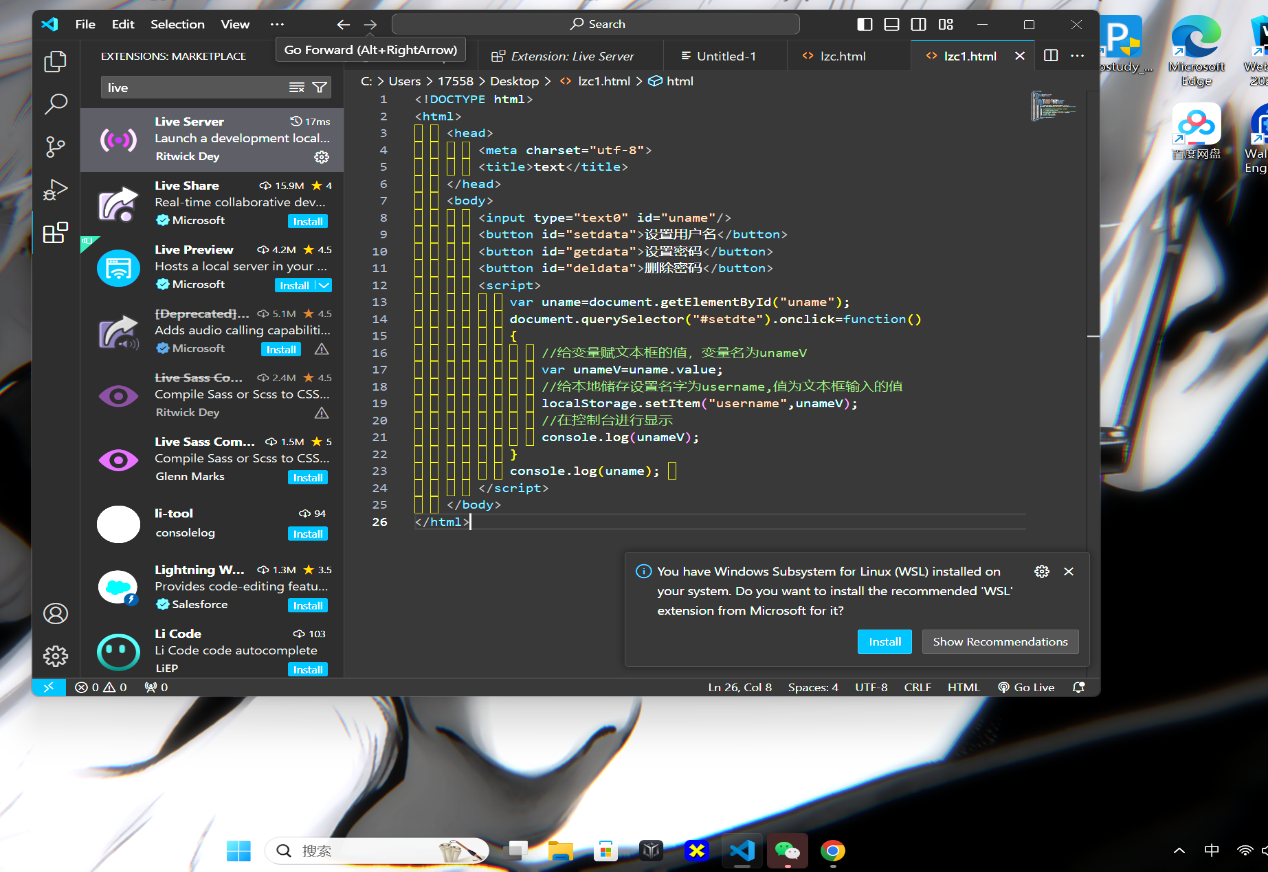 File Edit Selection View ···
Search
EXTENSIONS: MARKETPLACE
Go Forward (Alt+RightArrow)
Extension: Live Server
Untitled-1
lzc.html
lzc1.html
live
C: > Users > 17558 > Desktop > lzc1.html > html
Live Server 17ms
Launch a development local...
Ritwick Dey
Live Share 15.9M 4
Real-time collaborative dev...
Microsoft Install
Live Preview 4.2M 4.5
Hosts a local server in your ...
Microsoft Install
[Deprecated]... 5.1M 4.5
Adds audio calling capabiliti...
Microsoft Install
Live Sass Co... 2.4M 4.5
Compile Sass or Scss to CSS...
Ritwick Dey
Live Sass Com... 1.5M 5
Compile Sass or Scss to CSS...
Glenn Marks Install
li-tool 94
consolelog Install
Lightning W... 1.3M 3.5
Provides code-editing featu...
Salesforce Install
Li Code 103
Li Code code autocomplete
LiEP Install
1 <!DOCTYPE html>
2 <html>
3 <head>
4 <meta charset="utf-8">
5 <title>text</title>
6 </head>
7 <body>
8 <input type="text0" id="uname"/>
9 <button id="setdata">设置用户名</button>
10 <button id="getdata">设置密码</button>
11 <button id="deldata">删除密码</button>
12 <script>
13 var uname=document.getElementById("uname");
14 document.querySelector("#setdte").onclick=function()
15 {
16 //给变量赋文本框的值，变量名为unameV
17 var unameV=uname.value;
18 //给本地储存设置名字为username,值为文本框输入的值
19 localStorage.setItem("username",unameV);
20 //在控制台进行显示
21 console.log(unameV);
22 }
23 console.log(uname);
24 </script>
25 </body>
26 </html>
You have Windows Subsystem for Linux (WSL) installed on
your system. Do you want to install the recommended 'WSL'
extension from Microsoft for it?
Install Show Recommendations
0 0 0
Ln 26, Col 8 Spaces: 4 UTF-8 CRLF HTML Go Live
Microsoft
Edge
百度网盘
搜索
中